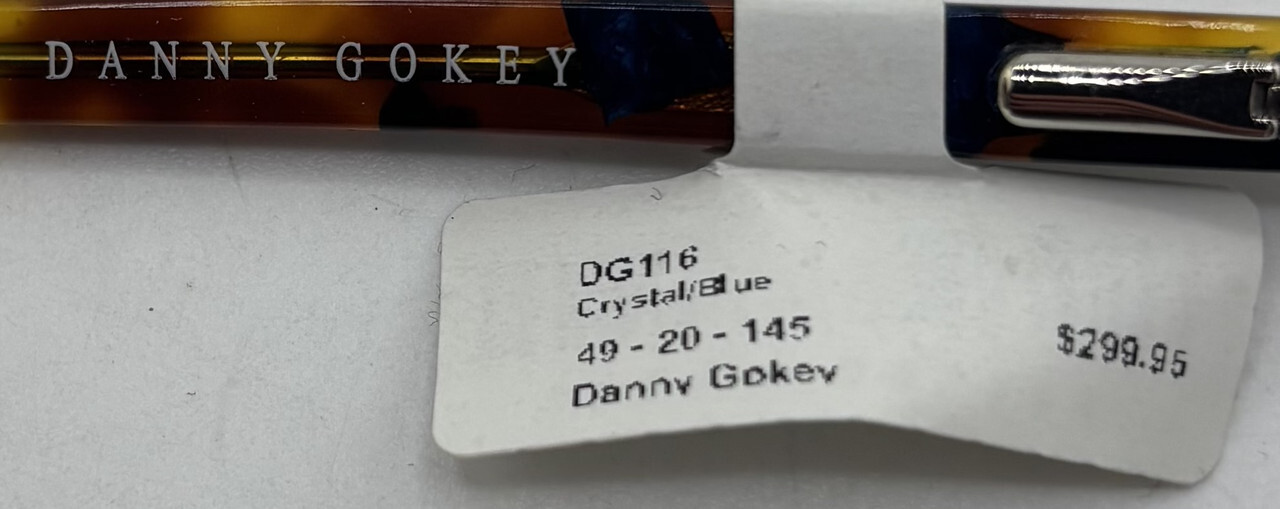 DANNY GOKEY
DG116
Crystal/Blue
49 - 20 - 145
$299.95
Danny Gokey